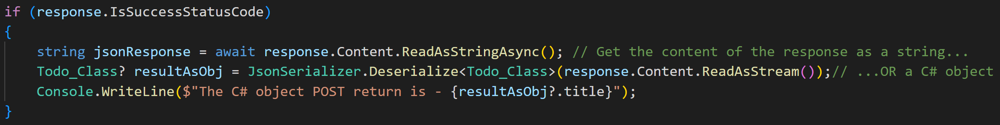 if (response.IsSuccessStatusCode)
{
    string jsonResponse = await response.Content.ReadAsStringAsync(); // Get the content of the response as a string...
    Todo_Class? resultAsObj = JsonSerializer.Deserialize<Todo_Class>(response.Content.ReadAsStream());// ...OR a C# object
    Console.WriteLine($"The C# object POST return is - {resultAsObj?.title}");
}